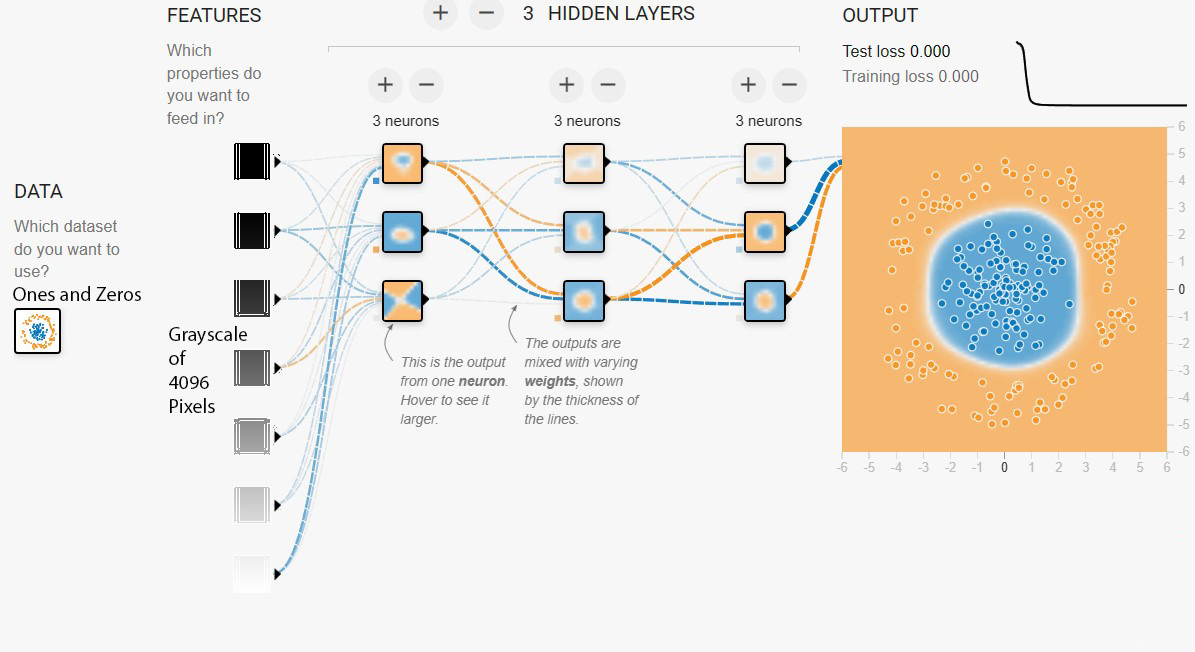 FEATURES
Which
properties do
you want to
feed in?
+ − 3 HIDDEN LAYERS
+ −
3 neurons
+ −
3 neurons
+ −
3 neurons
OUTPUT
Test loss 0.000
Training loss 0.000
DATA
Which dataset
do you want to
use?
Ones and Zeros
Grayscale
of
4096
Pixels
This is the output
from one neuron.
Hover to see it
larger.
The outputs are
mixed with varying
weights, shown
by the thickness of
the lines.
6
5
4
3
2
1
0
-1
-2
-3
-4
-5
-6
-6 -5 -4 -3 -2 -1 0 1 2 3 4 5 6